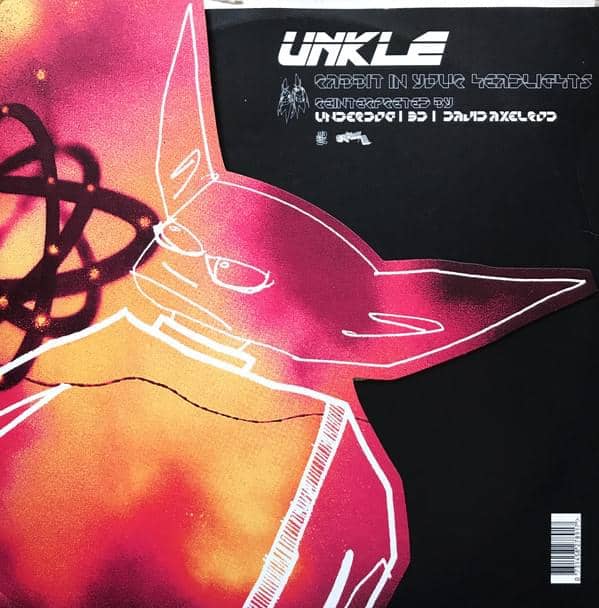 UNKLE
RABBIT IN YOUR HEADLIGHTS
REINTERPRETED BY
UNDERDOG | 3D | DAVID AXELROD